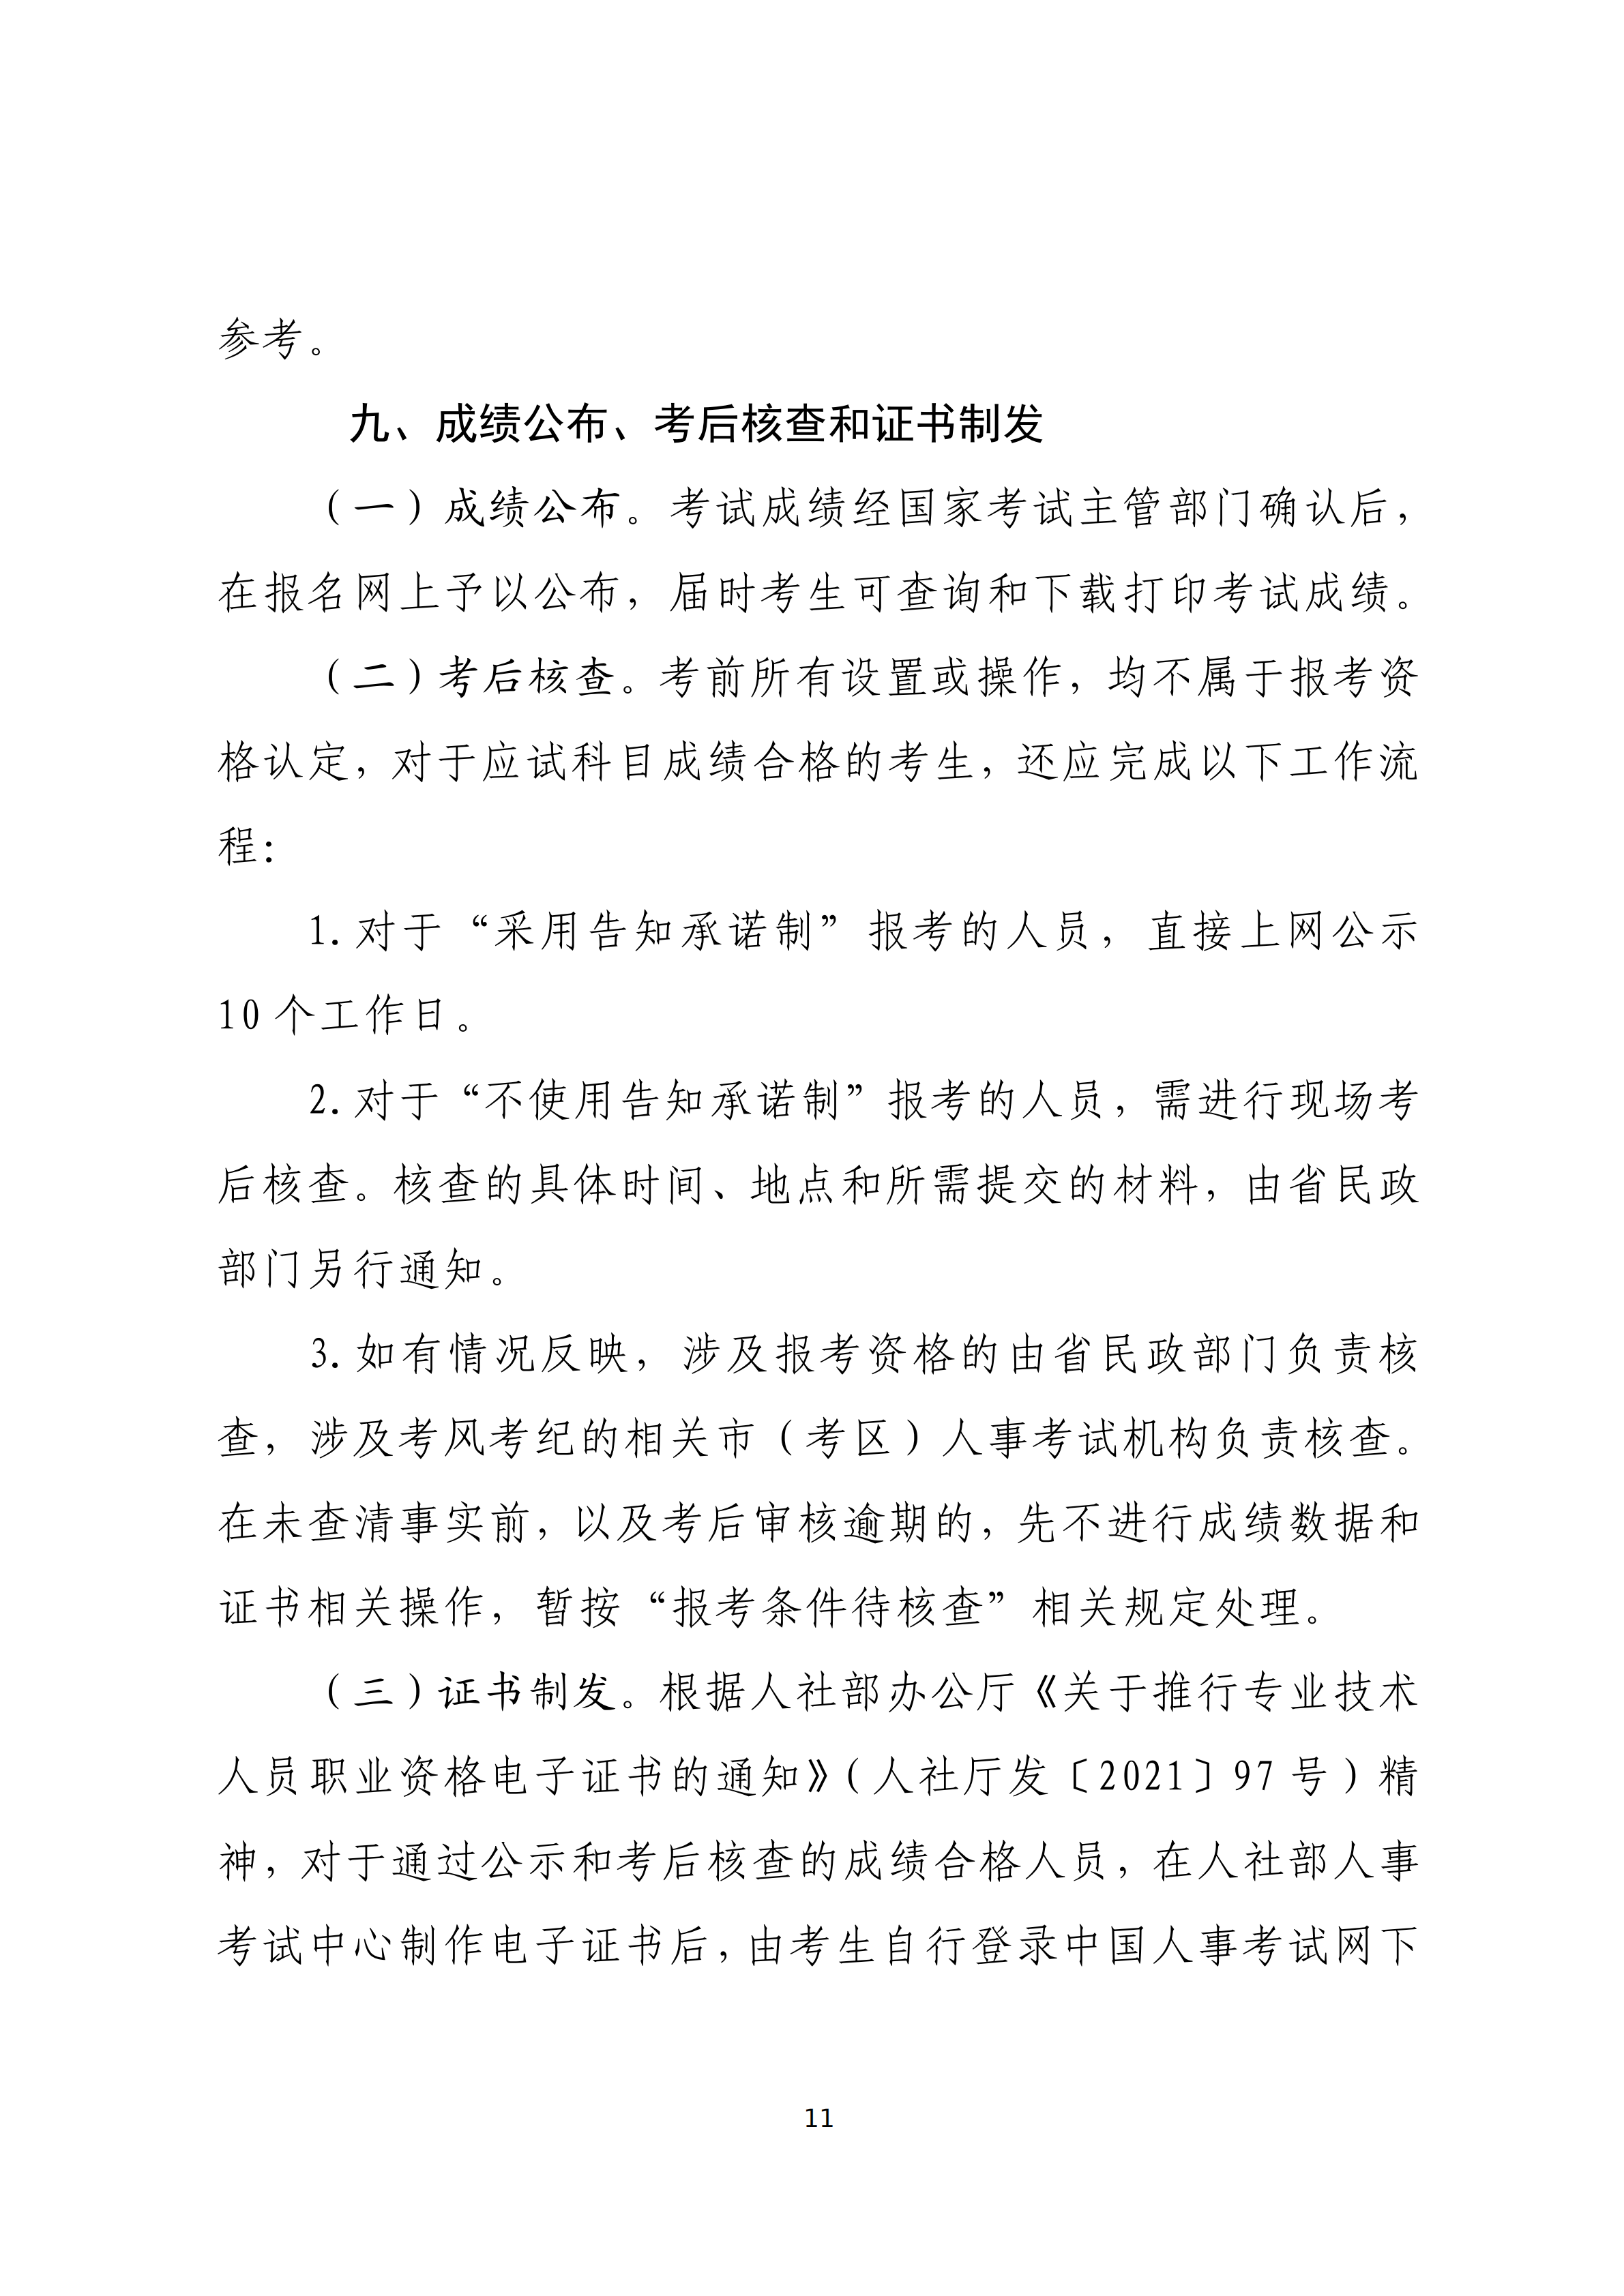 参考。
九、成绩公布、考后核查和证书制发
（一）成绩公布。考试成绩经国家考试主管部门确认后，
在报名网上予以公布，届时考生可查询和下载打印考试成绩。
（二）考后核查。考前所有设置或操作，均不属于报考资
格认定，对于应试科目成绩合格的考生，还应完成以下工作流
程：
1.对于“采用告知承诺制”报考的人员，直接上网公示
10 个工作日。
2.对于“不使用告知承诺制”报考的人员，需进行现场考
后核查。核查的具体时间、地点和所需提交的材料，由省民政
部门另行通知。
3.如有情况反映，涉及报考资格的由省民政部门负责核
查，涉及考风考纪的相关市（考区）人事考试机构负责核查。
在未查清事实前，以及考后审核逾期的，先不进行成绩数据和
证书相关操作，暂按“报考条件待核查”相关规定处理。
（三）证书制发。根据人社部办公厅《关于推行专业技术
人员职业资格电子证书的通知》（人社厅发〔2021〕97 号）精
神，对于通过公示和考后核查的成绩合格人员，在人社部人事
考试中心制作电子证书后，由考生自行登录中国人事考试网下
11